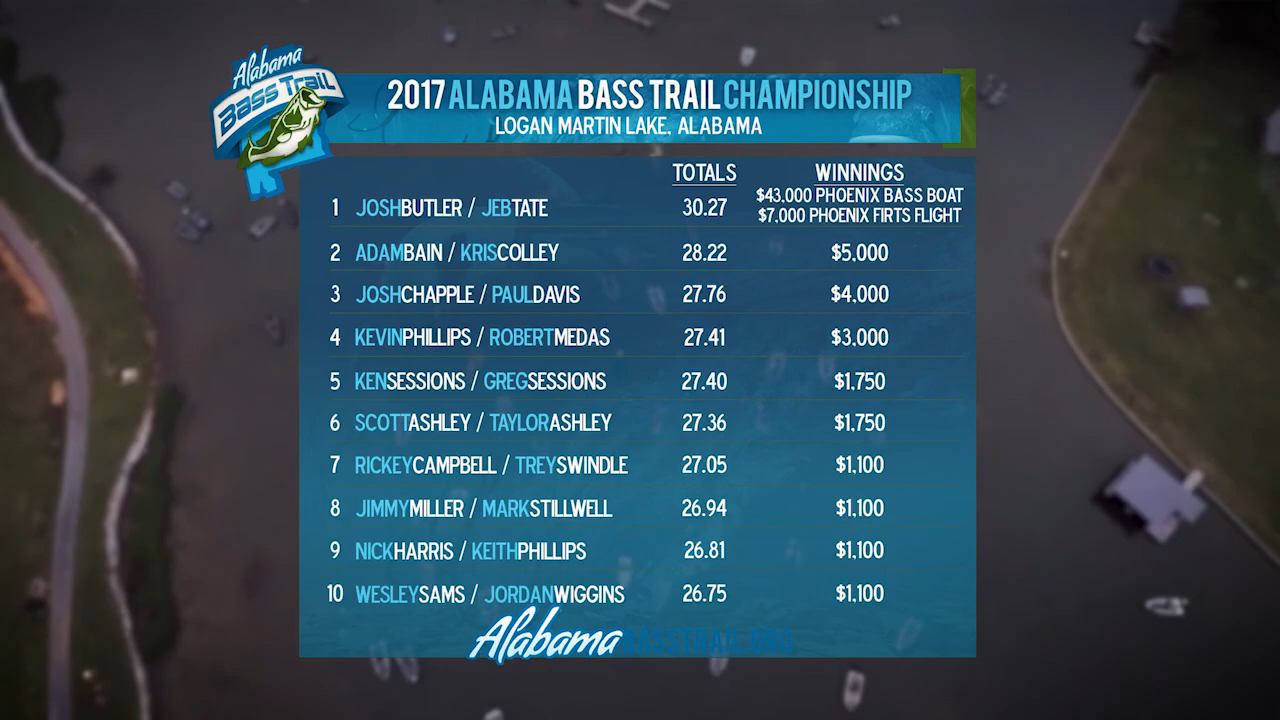 Alabama
Bass Trail
2017 ALABAMA BASS TRAIL CHAMPIONSHIP
LOGAN MARTIN LAKE, ALABAMA
TOTALS WINNINGS
1 JOSHBUTLER / JEBTATE 30.27 $43,000 PHOENIX BASS BOAT
$7,000 PHOENIX FIRTS FLIGHT
2 ADAMBAIN / KRISCOLLEY 28.22 $5,000
3 JOSHCHAPPLE / PAULDAVIS 27.76 $4,000
4 KEVINPHILLIPS / ROBERTMEDAS 27.41 $3,000
5 KENSESSIONS / GREGSESSIONS 27.40 $1,750
6 SCOTTASHLEY / TAYLORASHLEY 27.36 $1,750
7 RICKEYCAMPBELL / TREYSWINDLE 27.05 $1,100
8 JIMMYMILLER / MARKSTILLWELL 26.94 $1,100
9 NICKHARRIS / KEITHPHILLIPS 26.81 $1,100
10 WESLEYSAMS / JORDANWIGGINS 26.75 $1,100
AlabamaBASSTRAIL.ORG